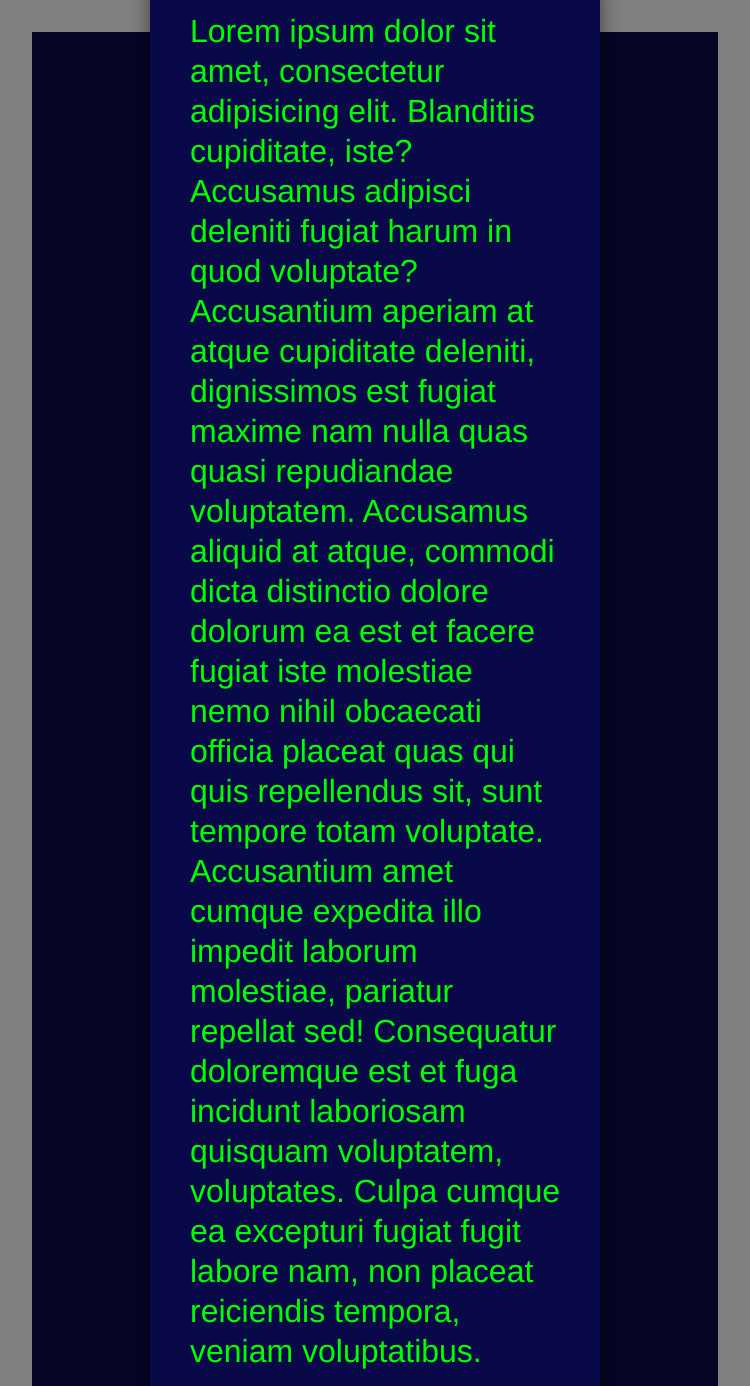 Lorem ipsum dolor sit
amet, consectetur
adipisicing elit. Blanditiis
cupiditate, iste?
Accusamus adipisci
deleniti fugiat harum in
quod voluptate?
Accusantium aperiam at
atque cupiditate deleniti,
dignissimos est fugiat
maxime nam nulla quas
quasi repudiandae
voluptatem. Accusamus
aliquid at atque, commodi
dicta distinctio dolore
dolorum ea est et facere
fugiat iste molestiae
nemo nihil obcaecati
officia placeat quas qui
quis repellendus sit, sunt
tempore totam voluptate.
Accusantium amet
cumque expedita illo
impedit laborum
molestiae, pariatur
repellat sed! Consequatur
doloremque est et fuga
incidunt laboriosam
quisquam voluptatem,
voluptates. Culpa cumque
ea excepturi fugiat fugit
labore nam, non placeat
reiciendis tempora,
veniam voluptatibus.